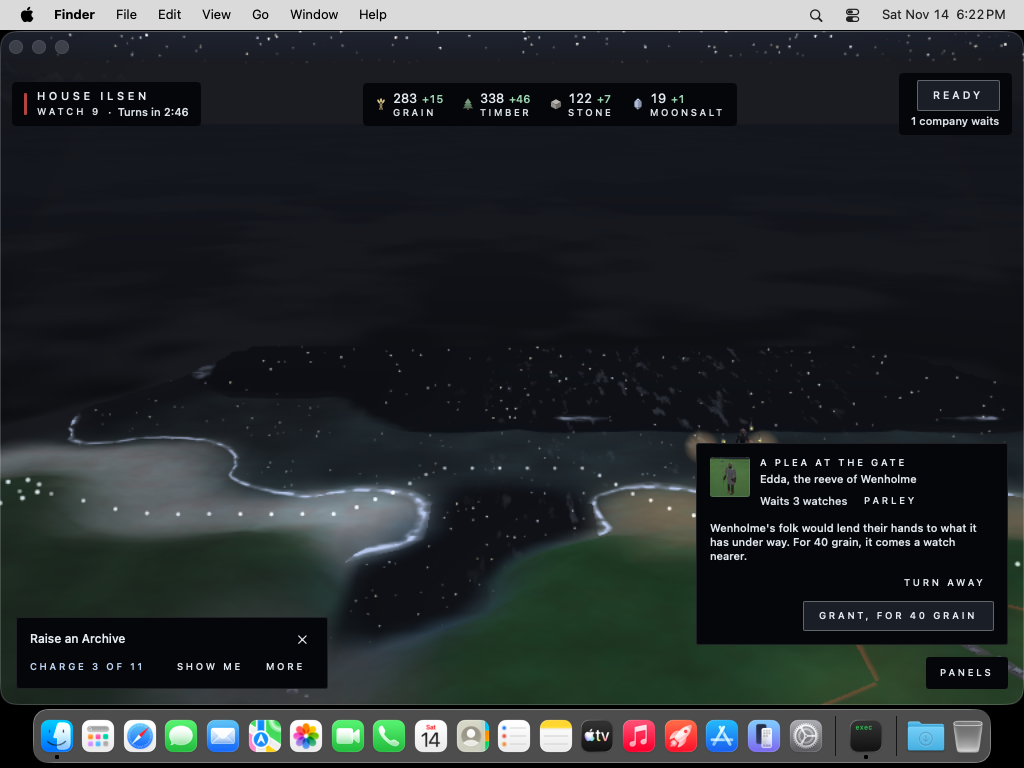 Finder File Edit View Go Window Help Sat Nov 14 6:22 PM
HOUSE ILSEN
WATCH 9 · Turns in 2:46
283 +15 338 +46 122 +7 19 +1
GRAIN TIMBER STONE MOONSALT
READY
1 company waits
A PLEA AT THE GATE
Edda, the reeve of Wenholme
Waits 3 watches PARLEY
Wenholme's folk would lend their hands to what it
has under way. For 40 grain, it comes a watch
nearer.
TURN AWAY
GRANT, FOR 40 GRAIN
Raise an Archive
CHARGE 3 OF 11 SHOW ME MORE
PANELS
Sat
14
tv
exec